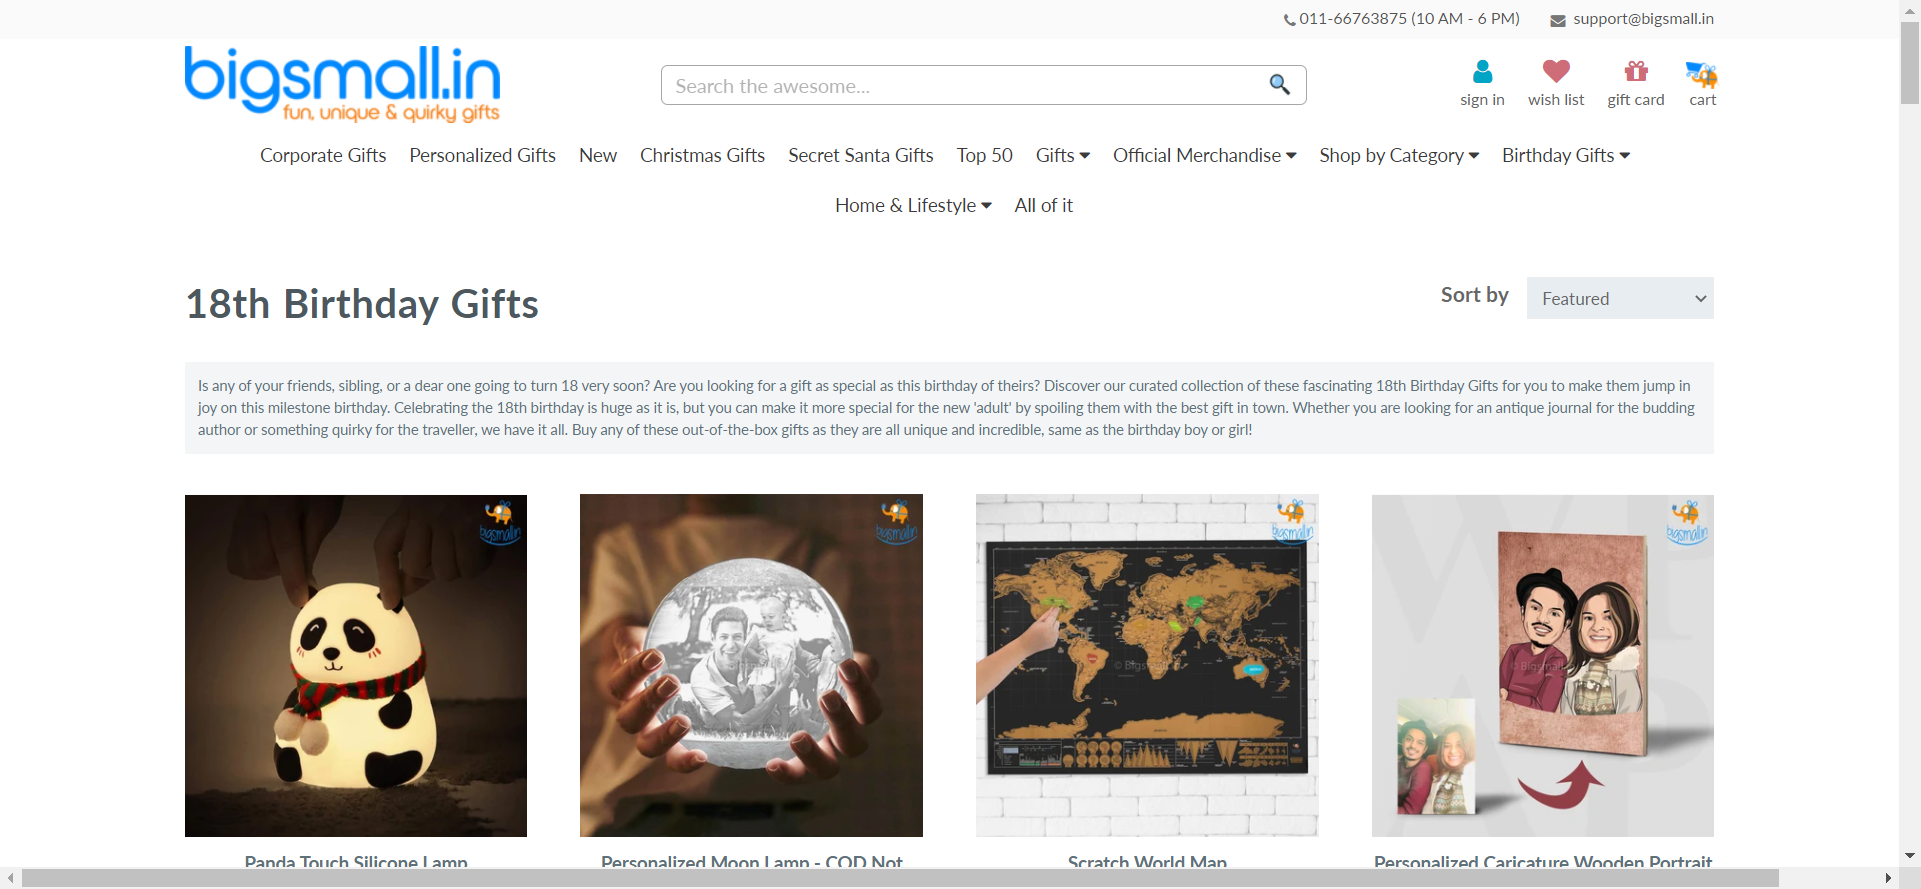 011-66763875 (10 AM - 6 PM) support@bigsmall.in
bigsmall.in
fun, unique & quirky gifts
Search the awesome...
sign in wish list gift card cart
Corporate Gifts Personalized Gifts New Christmas Gifts Secret Santa Gifts Top 50 Gifts Official Merchandise Shop by Category Birthday Gifts
Home & Lifestyle All of it
18th Birthday Gifts
Sort by Featured
Is any of your friends, sibling, or a dear one going to turn 18 very soon? Are you looking for a gift as special as this birthday of theirs? Discover our curated collection of these fascinating 18th Birthday Gifts for you to make them jump in
joy on this milestone birthday. Celebrating the 18th birthday is huge as it is, but you can make it more special for the new 'adult' by spoiling them with the best gift in town. Whether you are looking for an antique journal for the budding
author or something quirky for the traveller, we have it all. Buy any of these out-of-the-box gifts as they are all unique and incredible, same as the birthday boy or girl!
bigsmall.in
bigsmall.in
bigsmall.in
bigsmall.in
Panda Touch Silicone Lamp
Personalized Moon Lamp - COD Not
Scratch World Map
Personalized Caricature Wooden Portrait